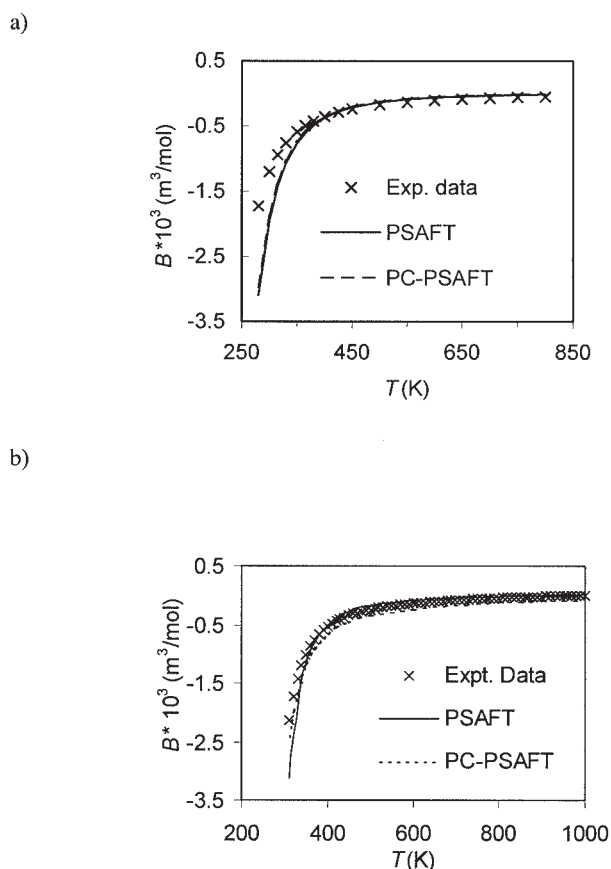 a)
0.5
-0.5
-1.5
-2.5
-3.5
B*10³ (m³/mol)
Exp. data
PSAFT
PC-PSAFT
250 450 650 850
T(K)
b)
0.5
-0.5
-1.5
-2.5
-3.5
B* 10³ (m³/mol)
Expt. Data
PSAFT
PC-PSAFT
200 400 600 800 1000
T(K)